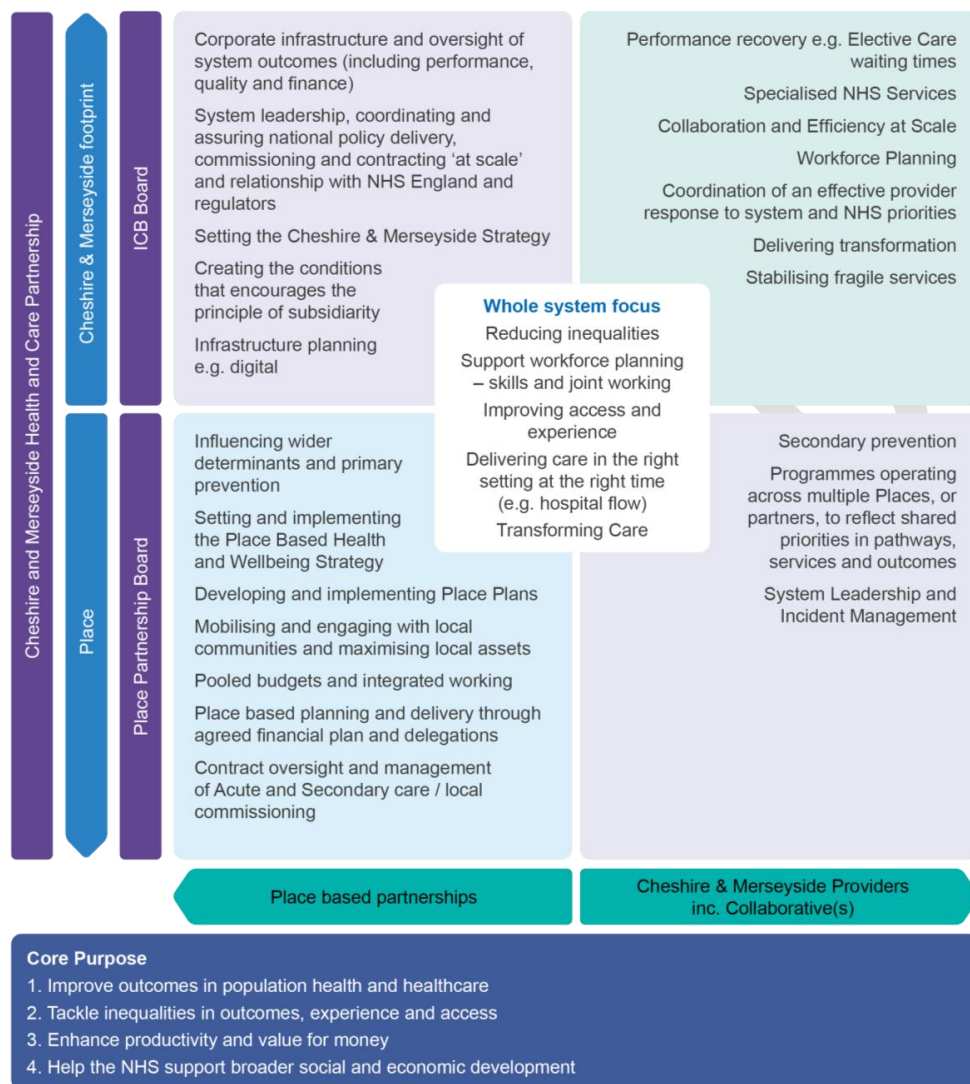 Cheshire and Merseyside Health and Care Partnership
Cheshire & Merseyside footprint
ICB Board
Corporate infrastructure and oversight of
system outcomes (including performance,
quality and finance)
System leadership, coordinating and
assuring national policy delivery,
commissioning and contracting ‘at scale’
and relationship with NHS England and
regulators
Setting the Cheshire & Merseyside Strategy
Creating the conditions
that encourages the
principle of subsidiarity
Infrastructure planning
e.g. digital
Performance recovery e.g. Elective Care
waiting times
Specialised NHS Services
Collaboration and Efficiency at Scale
Workforce Planning
Coordination of an effective provider
response to system and NHS priorities
Delivering transformation
Stabilising fragile services
Whole system focus
Reducing inequalities
Support workforce planning
– skills and joint working
Improving access and
experience
Delivering care in the right
setting at the right time
(e.g. hospital flow)
Transforming Care
Place
Place Partnership Board
Influencing wider
determinants and primary
prevention
Setting and implementing
the Place Based Health
and Wellbeing Strategy
Developing and implementing Place Plans
Mobilising and engaging with local
communities and maximising local assets
Pooled budgets and integrated working
Place based planning and delivery through
agreed financial plan and delegations
Contract oversight and management
of Acute and Secondary care / local
commissioning
Secondary prevention
Programmes operating
across multiple Places, or
partners, to reflect shared
priorities in pathways,
services and outcomes
System Leadership and
Incident Management
Place based partnerships
Cheshire & Merseyside Providers
inc. Collaborative(s)
Core Purpose
1. Improve outcomes in population health and healthcare
2. Tackle inequalities in outcomes, experience and access
3. Enhance productivity and value for money
4. Help the NHS support broader social and economic development